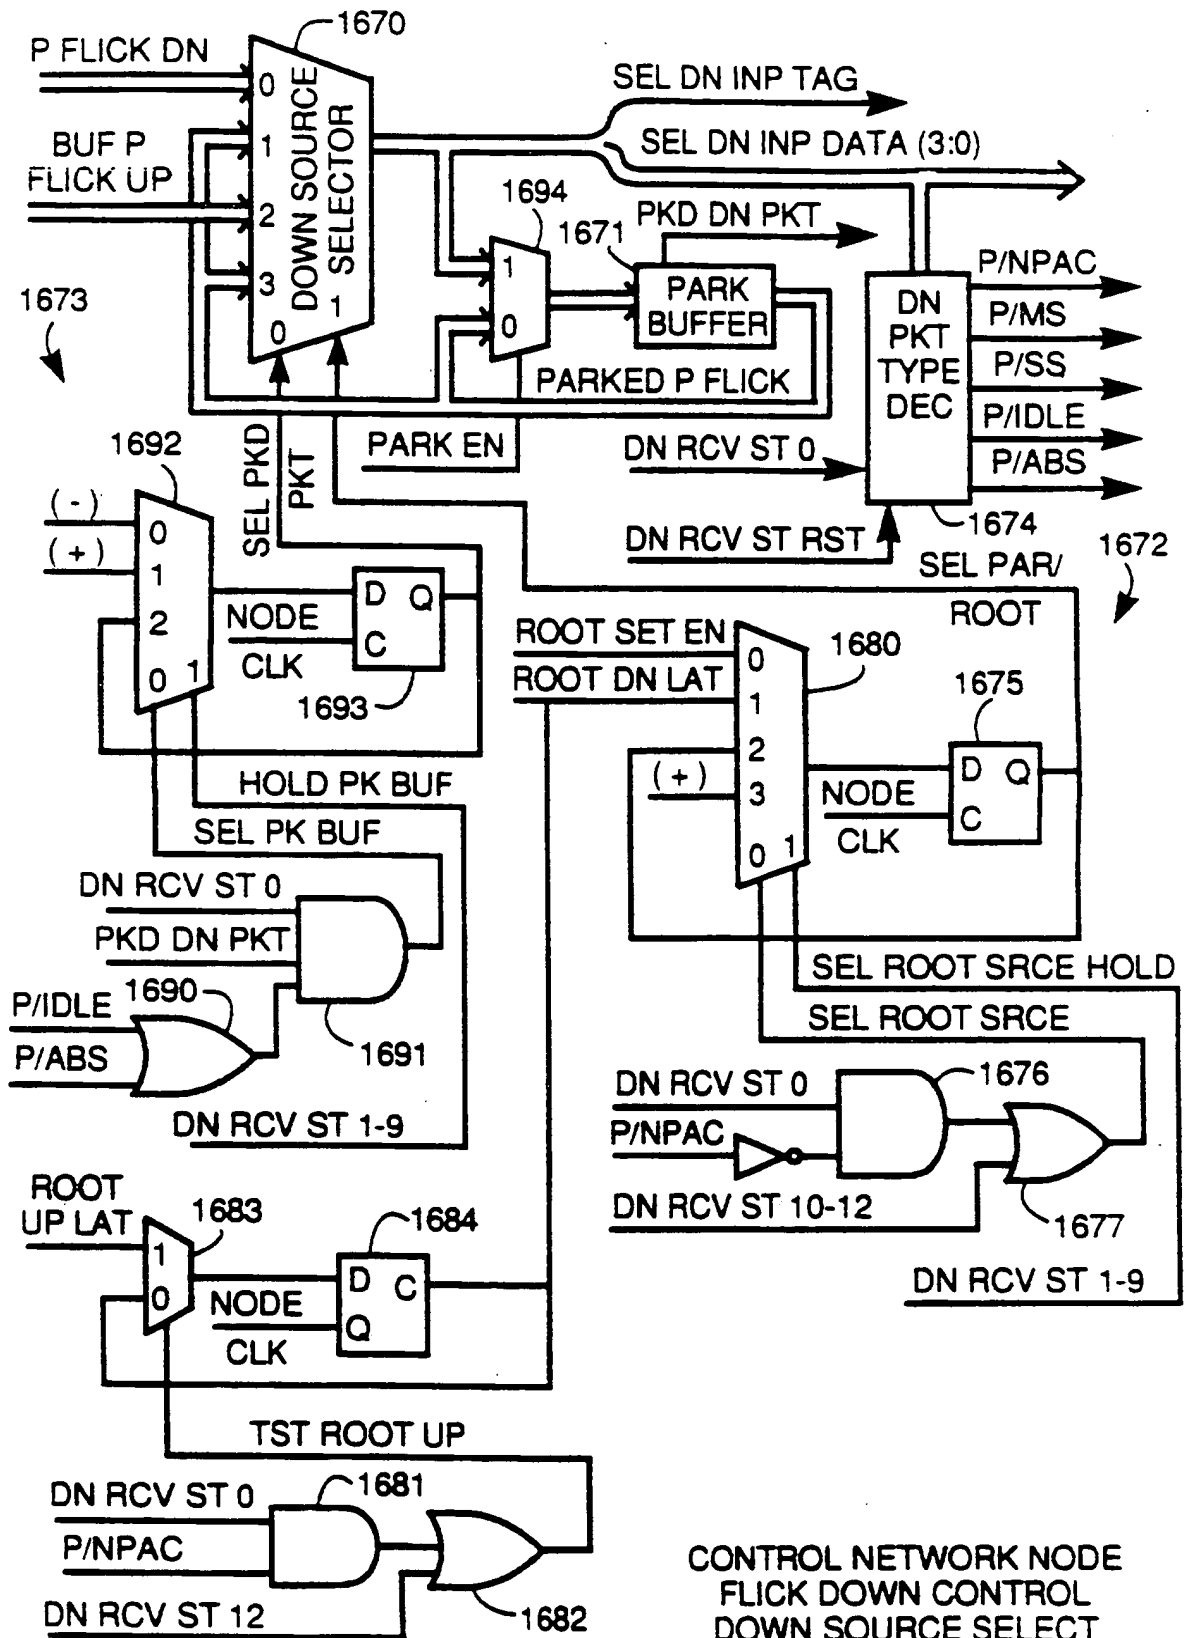 1670
P FLICK DN
0
DOWN SOURCE
SELECTOR
SEL DN INP TAG
BUF P
FLICK UP
1
2
3
0
1
SEL DN INP DATA (3:0)
1694
1
0
1671
PKD DN PKT
PARK
BUFFER
PARKED P FLICK
DN
PKT
TYPE
DEC
P/NPAC
P/MS
P/SS
P/IDLE
P/ABS
1673
1692
SEL PKD
PKT
PARK EN
DN RCV ST 0
DN RCV ST RST
1674
1672
SEL PAR/
ROOT
(-)
(+)
0
1
2
0
1
NODE
CLK
D
Q
C
1693
ROOT SET EN
ROOT DN LAT
0
1
2
3
0
1
1680
(+)
NODE
CLK
1675
D
Q
C
HOLD PK BUF
SEL PK BUF
DN RCV ST 0
PKD DN PKT
1690
P/IDLE
P/ABS
1691
DN RCV ST 1-9
SEL ROOT SRCE HOLD
SEL ROOT SRCE
DN RCV ST 0
1676
P/NPAC
DN RCV ST 10-12
1677
DN RCV ST 1-9
ROOT
UP LAT
1683
1
0
1684
D
C
Q
NODE
CLK
TST ROOT UP
DN RCV ST 0
1681
P/NPAC
DN RCV ST 12
1682
CONTROL NETWORK NODE
FLICK DOWN CONTROL
DOWN SOURCE SELECT